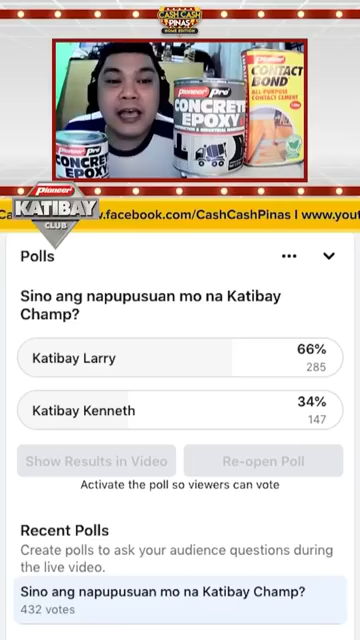 CASH CASH
PINAS
HOME EDITION
Pioneer Pro
CONCRETE
EPOXY
Pioneer
CONTACT
BOND
ALL-PURPOSE
CONTACT CEMENT
CONCRETE
EPOXY
Pioneer
KATIBAY
CLUB
Ca
w.facebook.com/CashCashPinas I www.yout
Polls
Sino ang napupusuan mo na Katibay
Champ?
Katibay Larry
66%
285
Katibay Kenneth
34%
147
Show Results in Video
Re-open Poll
Activate the poll so viewers can vote
Recent Polls
Create polls to ask your audience questions during
the live video.
Sino ang napupusuan mo na Katibay Champ?
432 votes